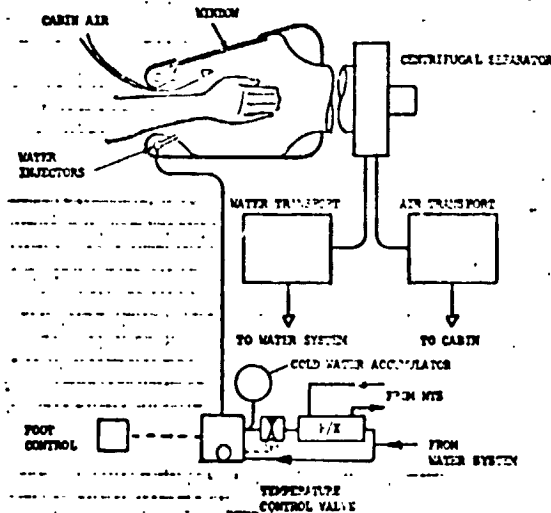 CABIN AIR
WINDOW
CENTRIFUGAL SEPARATOR
WATER
INJECTORS
WATER TRANSPORT
AIR TRANSPORT
TO WATER SYSTEM
TO CABIN
COLD WATER ACCUMULATOR
FROM
FOOT
CONTROL
FROM
WATER SYSTEM
TEMPERATURE
CONTROL VALVE